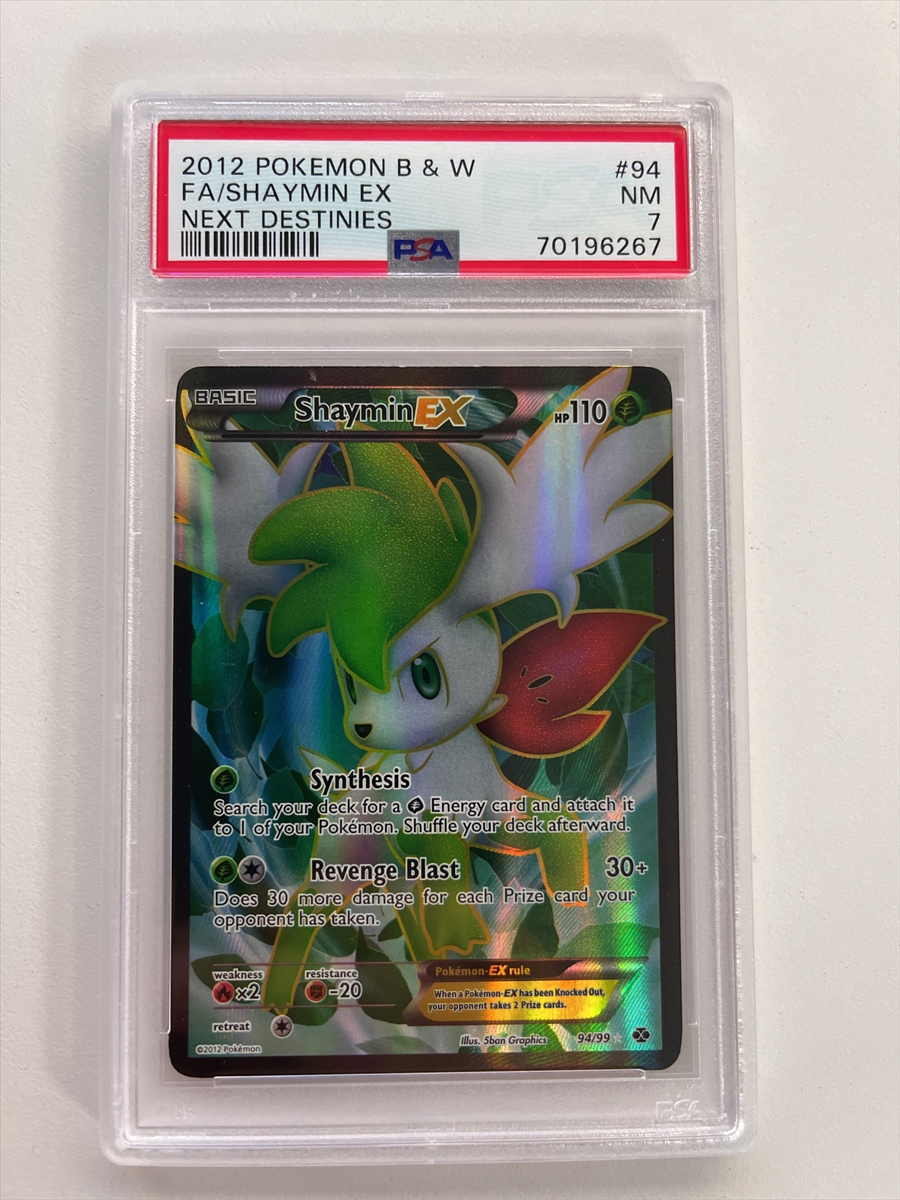 2012 POKEMON B & W #94
FA/SHAYMIN EX NM
NEXT DESTINIES 7
PSA 70196267
BASIC Shaymin EX HP110
Synthesis
Search your deck for a Energy card and attach it
to 1 of your Pokémon. Shuffle your deck afterward.
Revenge Blast 30+
Does 30 more damage for each Prize card your
opponent has taken.
weakness resistance
×2 -20
retreat
Pokémon-EX rule
When a Pokémon-EX has been Knocked Out,
your opponent takes 2 Prize cards.
©2012 Pokémon Illus. 5ban Graphics 94/99
PSA